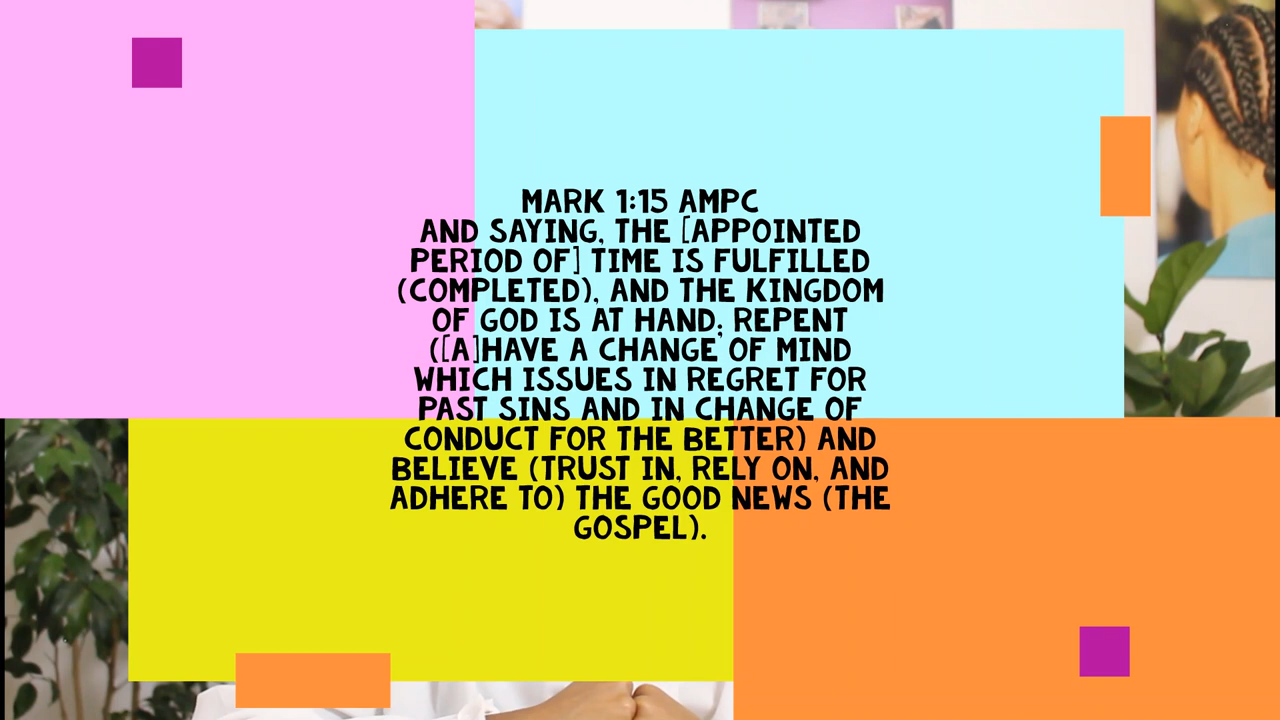 MARK 1:15 AMPC
AND SAYING, THE [APPOINTED
PERIOD OF] TIME IS FULFILLED
(COMPLETED), AND THE KINGDOM
OF GOD IS AT HAND; REPENT
([A]HAVE A CHANGE OF MIND
WHICH ISSUES IN REGRET FOR
PAST SINS AND IN CHANGE OF
CONDUCT FOR THE BETTER) AND
BELIEVE (TRUST IN, RELY ON, AND
ADHERE TO) THE GOOD NEWS (THE
GOSPEL).